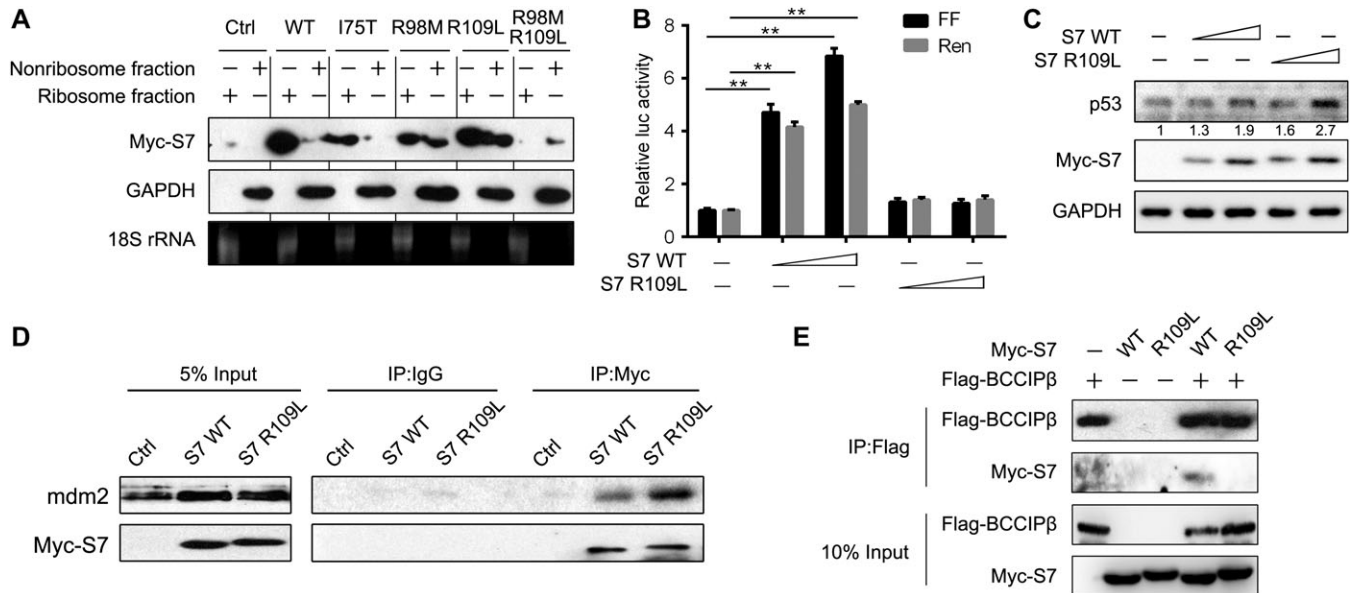 A
Ctrl WT I75T R98M R109L R98M R109L
Nonribosome fraction − + − + − + − + − + − +
Ribosome fraction + − + − + − + − + − + −
Myc-S7
GAPDH
18S rRNA
B
** ** ** **
FF
Ren
Relative luc activity
8
6
4
2
0
S7 WT − − −
S7 R109L − − −
C
S7 WT − − −
S7 R109L − − −
p53
1 1.3 1.9 1.6 2.7
Myc-S7
GAPDH
D
5% Input IP:IgG IP:Myc
Ctrl S7 WT S7 R109L Ctrl S7 WT S7 R109L Ctrl S7 WT S7 R109L
mdm2
Myc-S7
E
Myc-S7 − WT R109L WT R109L
Flag-BCCIPβ + − − + +
IP:Flag
Flag-BCCIPβ
Myc-S7
10% Input
Flag-BCCIPβ
Myc-S7